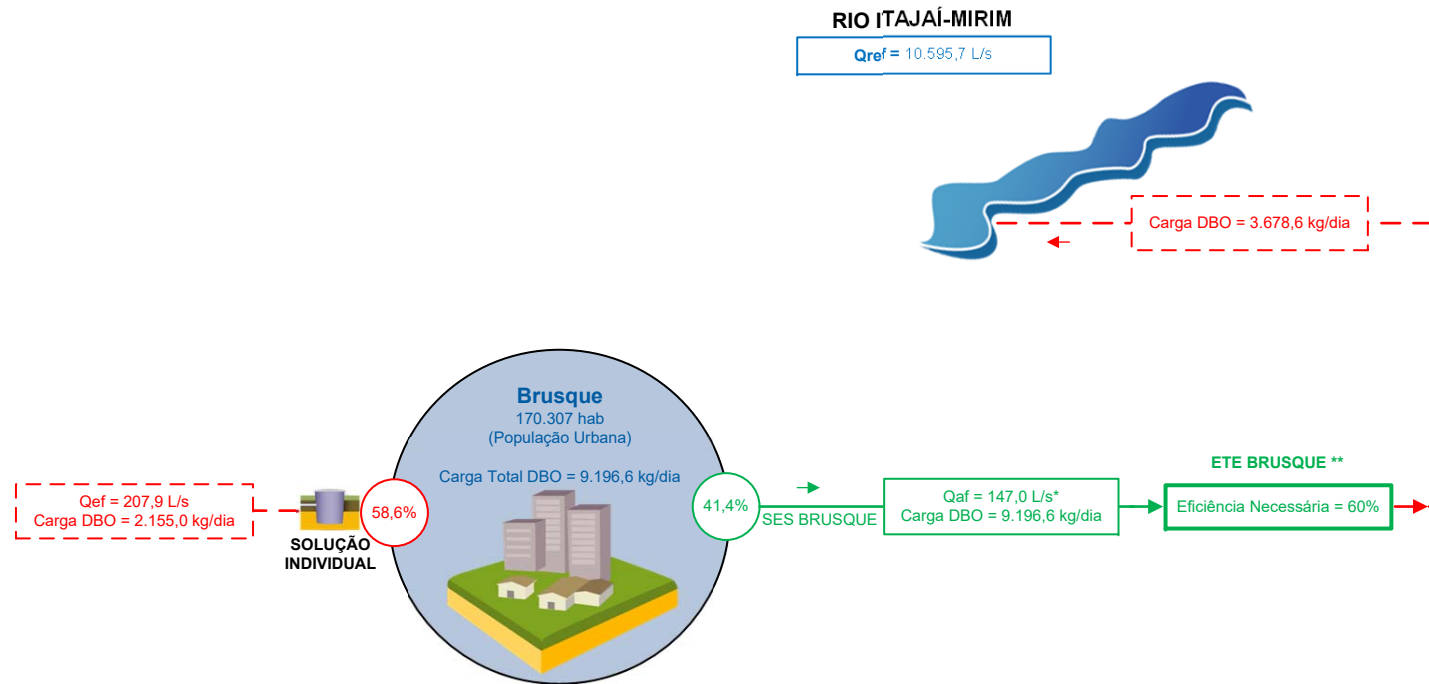 RIO ITAJAÍ-MIRIM
Qref = 10.595,7 L/s
Carga DBO = 3.678,6 kg/dia
Brusque
170.307 hab
(População Urbana)
Carga Total DBO = 9.196,6 kg/dia
Qef = 207,9 L/s
Carga DBO = 2.155,0 kg/dia
SOLUÇÃO
INDIVIDUAL
58,6%
41,4%
SES BRUSQUE
Qaf = 147,0 L/s*
Carga DBO = 9.196,6 kg/dia
ETE BRUSQUE **
Eficiência Necessária = 60%